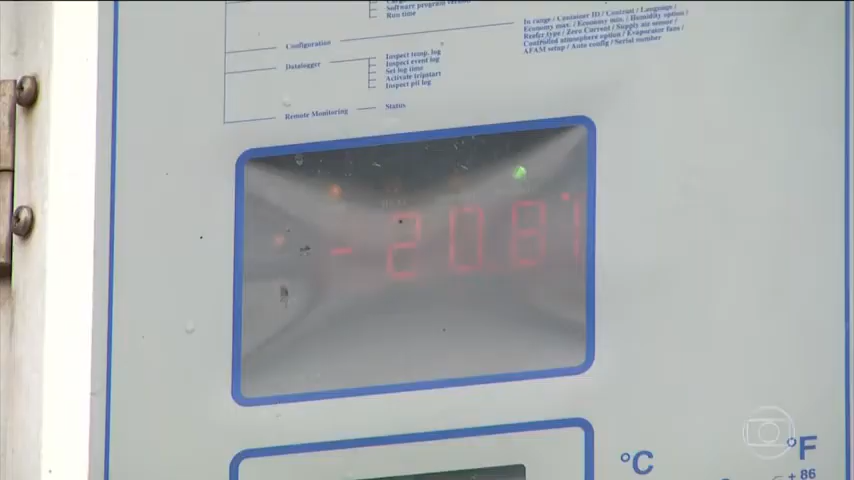 Software program
Run time
Configuration
In range / Container ID / Contrast / Language /
Economy max. / Economy min. / Humidity option /
Reefer type / Zero Current / Supply air sensor /
Controlled atmosphere option / Evaporator fans /
AFAM setup / Auto config / Serial number
Datalogger
Inspect temp. log
Inspect event log
Set log time
Activate tripstart
Inspect pti log
Remote Monitoring
Status
-20.8
°C
°F
+ 86